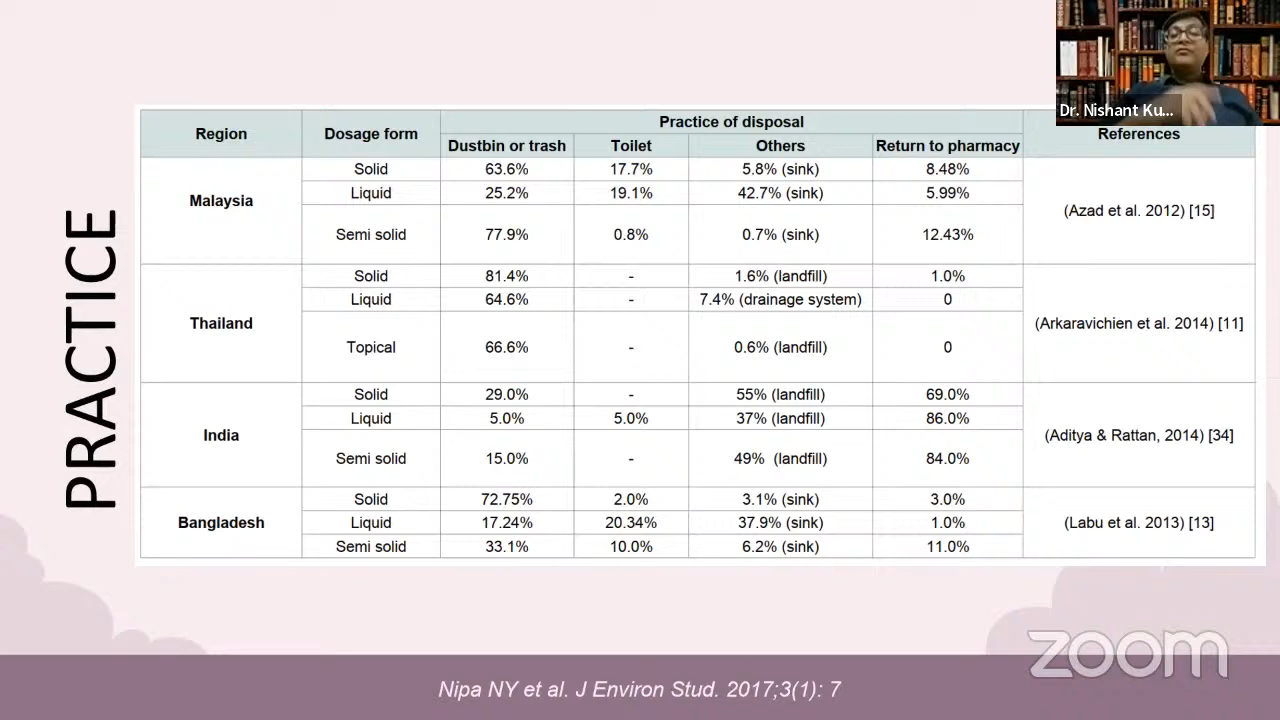 Dr. Nishant Ku...
PRACTICE
Region Dosage form Practice of disposal References
Dustbin or trash Toilet Others Return to pharmacy
Malaysia Solid 63.6% 17.7% 5.8% (sink) 8.48% (Azad et al. 2012) [15]
Liquid 25.2% 19.1% 42.7% (sink) 5.99%
Semi solid 77.9% 0.8% 0.7% (sink) 12.43%
Thailand Solid 81.4% - 1.6% (landfill) 1.0% (Arkaravichien et al. 2014) [11]
Liquid 64.6% - 7.4% (drainage system) 0
Topical 66.6% - 0.6% (landfill) 0
India Solid 29.0% - 55% (landfill) 69.0% (Aditya & Rattan, 2014) [34]
Liquid 5.0% 5.0% 37% (landfill) 86.0%
Semi solid 15.0% - 49% (landfill) 84.0%
Bangladesh Solid 72.75% 2.0% 3.1% (sink) 3.0% (Labu et al. 2013) [13]
Liquid 17.24% 20.34% 37.9% (sink) 1.0%
Semi solid 33.1% 10.0% 6.2% (sink) 11.0%
zoom
Nipa NY et al. J Environ Stud. 2017;3(1): 7